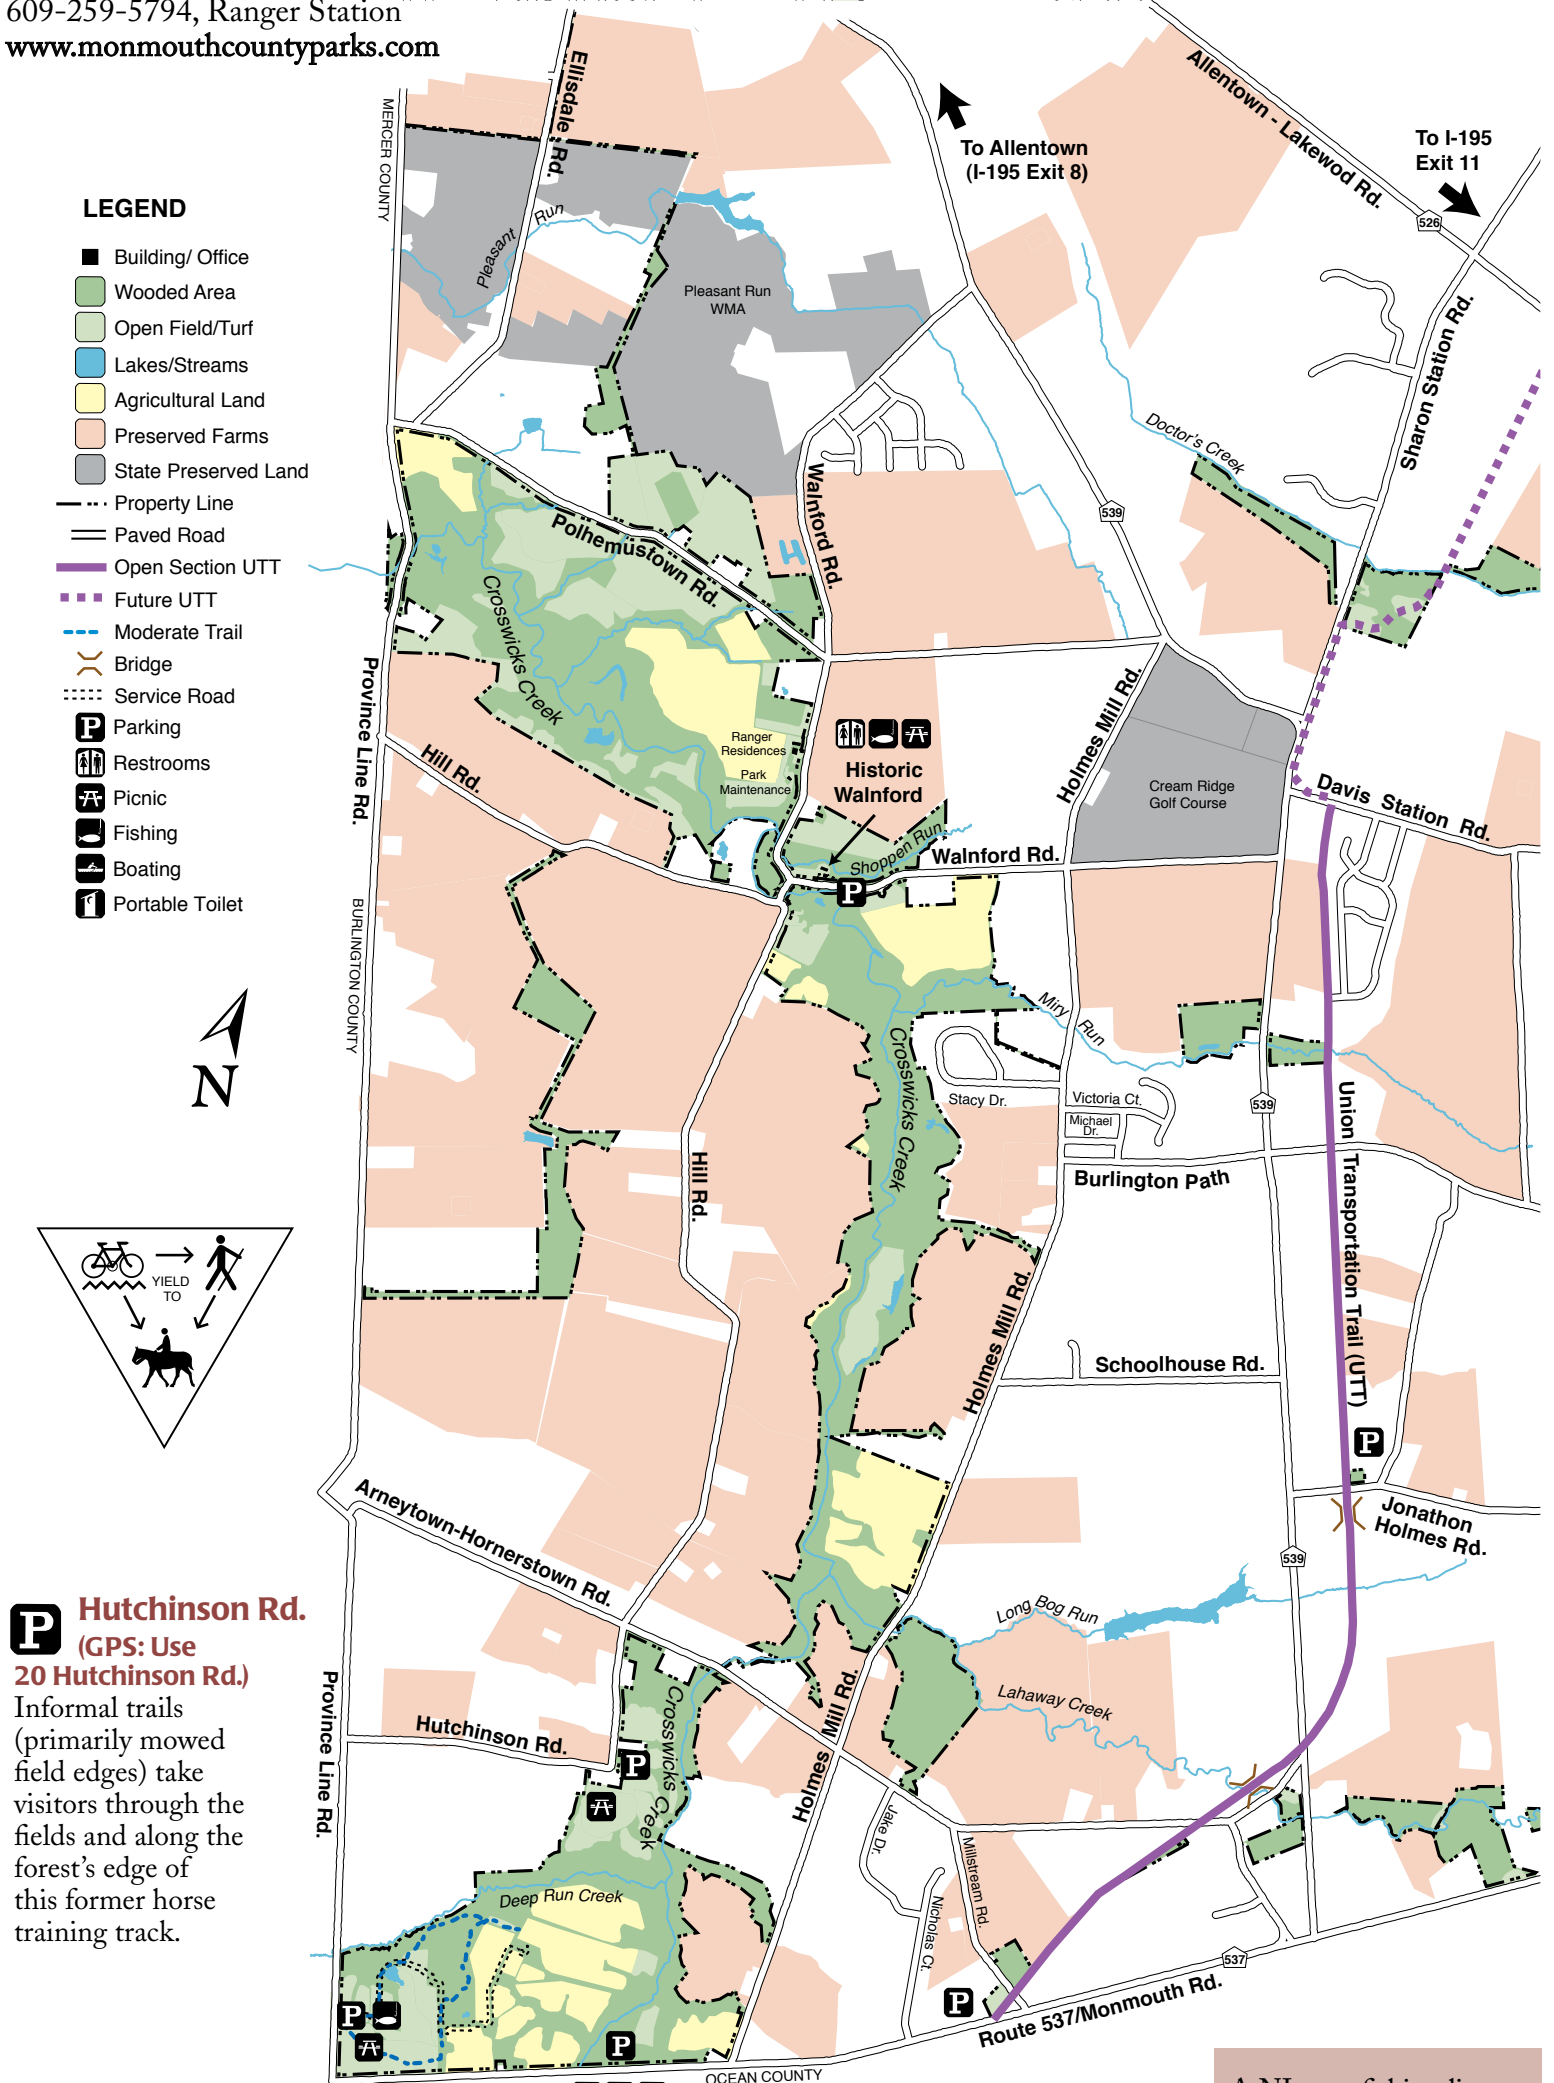 609-259-5794, Ranger Station
www.monmouthcountyparks.com
MERCER COUNTY
Ellisdale Rd.
To Allentown
(I-195 Exit 8)
Allentown - Lakewod Rd.
To I-195
Exit 11
526
LEGEND
Building/ Office
Wooded Area
Open Field/Turf
Lakes/Streams
Agricultural Land
Preserved Farms
State Preserved Land
Property Line
Paved Road
Open Section UTT
Future UTT
Moderate Trail
Bridge
Service Road
P Parking
Restrooms
Picnic
Fishing
Boating
Portable Toilet
Pleasant Run
Pleasant Run
WMA
Sharon Station Rd.
Doctor's Creek
Walnford Rd.
539
Polhemustown Rd.
Crosswicks Creek
Province Line Rd.
Hill Rd.
Ranger
Residences
Park
Maintenance
Historic
Walnford
Holmes Mill Rd.
Cream Ridge
Golf Course
Davis Station Rd.
Shoppen Run
Walnford Rd.
P
BURLINGTON COUNTY
N
Miry Run
Crosswicks Creek
Stacy Dr.
Victoria Ct.
Michael
Dr.
539
Burlington Path
Union Transportation Trail (UTT)
Hill Rd.
YIELD
TO
Holmes Mill Rd.
Schoolhouse Rd.
P
Jonathon
Holmes Rd.
539
Arneytown-Hornerstown Rd.
Long Bog Run
Lahaway Creek
P Hutchinson Rd.
(GPS: Use
20 Hutchinson Rd.)
Informal trails
(primarily mowed
field edges) take
visitors through the
fields and along the
forest's edge of
this former horse
training track.
Province Line Rd.
Hutchinson Rd.
Crosswicks Creek
P
Holmes Mill Rd.
Jake Dr.
Millstream Rd.
Nicholas Ct.
Deep Run Creek
P
P
P
537
Route 537/Monmouth Rd.
OCEAN COUNTY